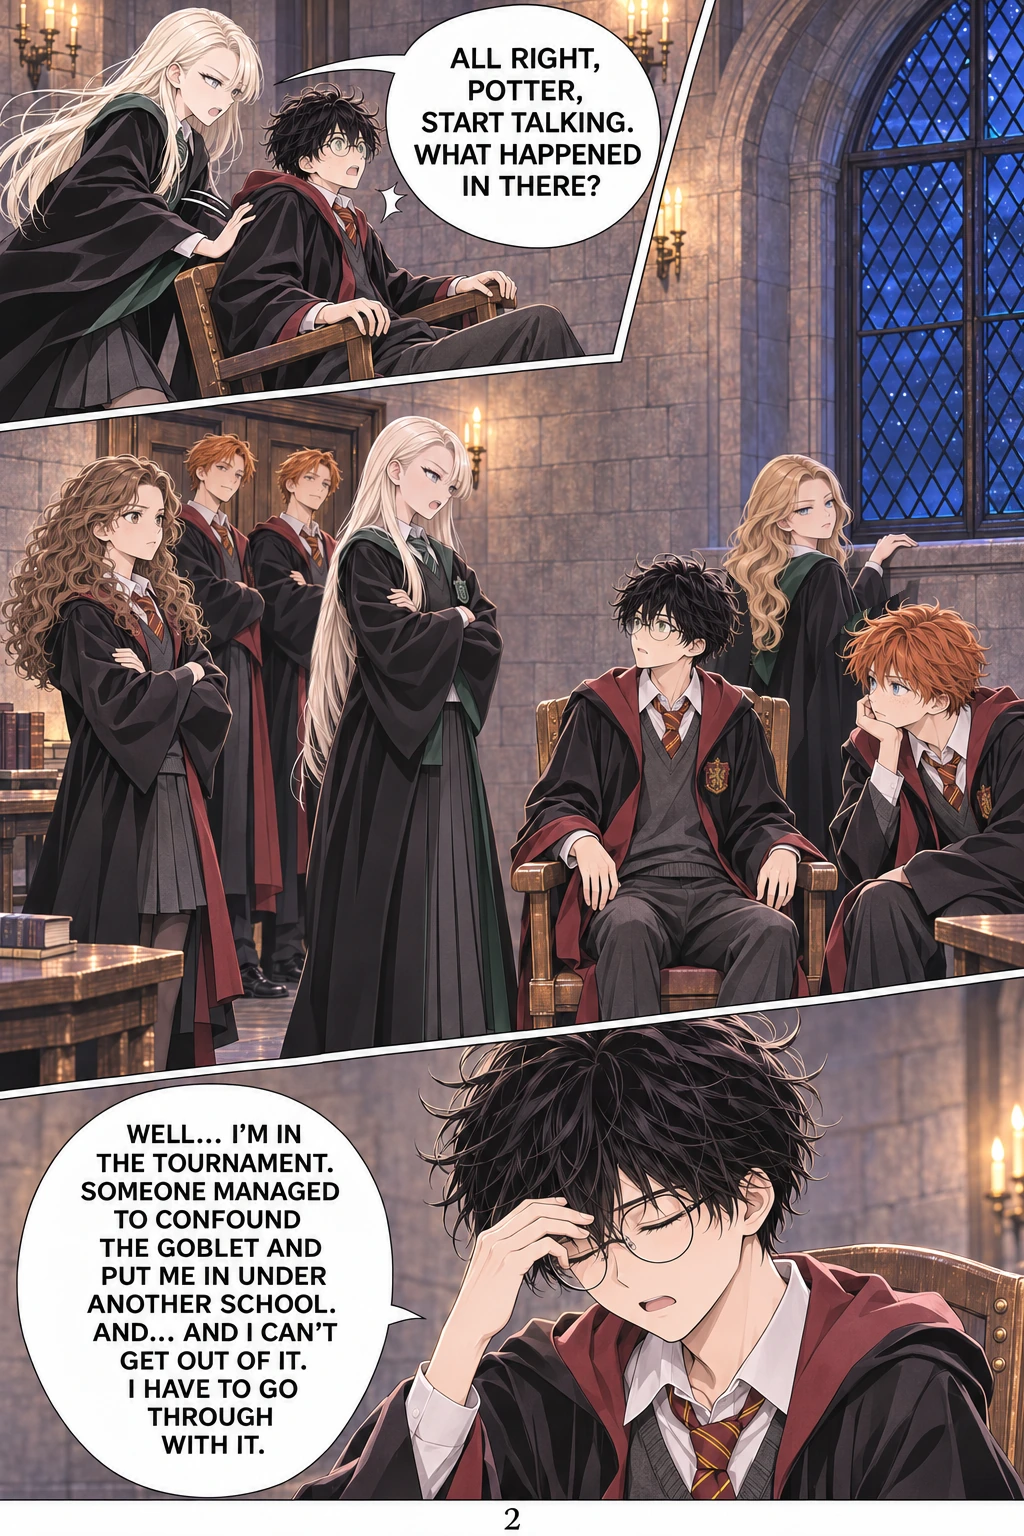 ALL RIGHT,
POTTER,
START TALKING.
WHAT HAPPENED
IN THERE?
WELL... I'M IN
THE TOURNAMENT.
SOMEONE MANAGED
TO CONFOUND
THE GOBLET AND
PUT ME IN UNDER
ANOTHER SCHOOL.
AND... AND I CAN'T
GET OUT OF IT.
I HAVE TO GO
THROUGH
WITH IT.
2